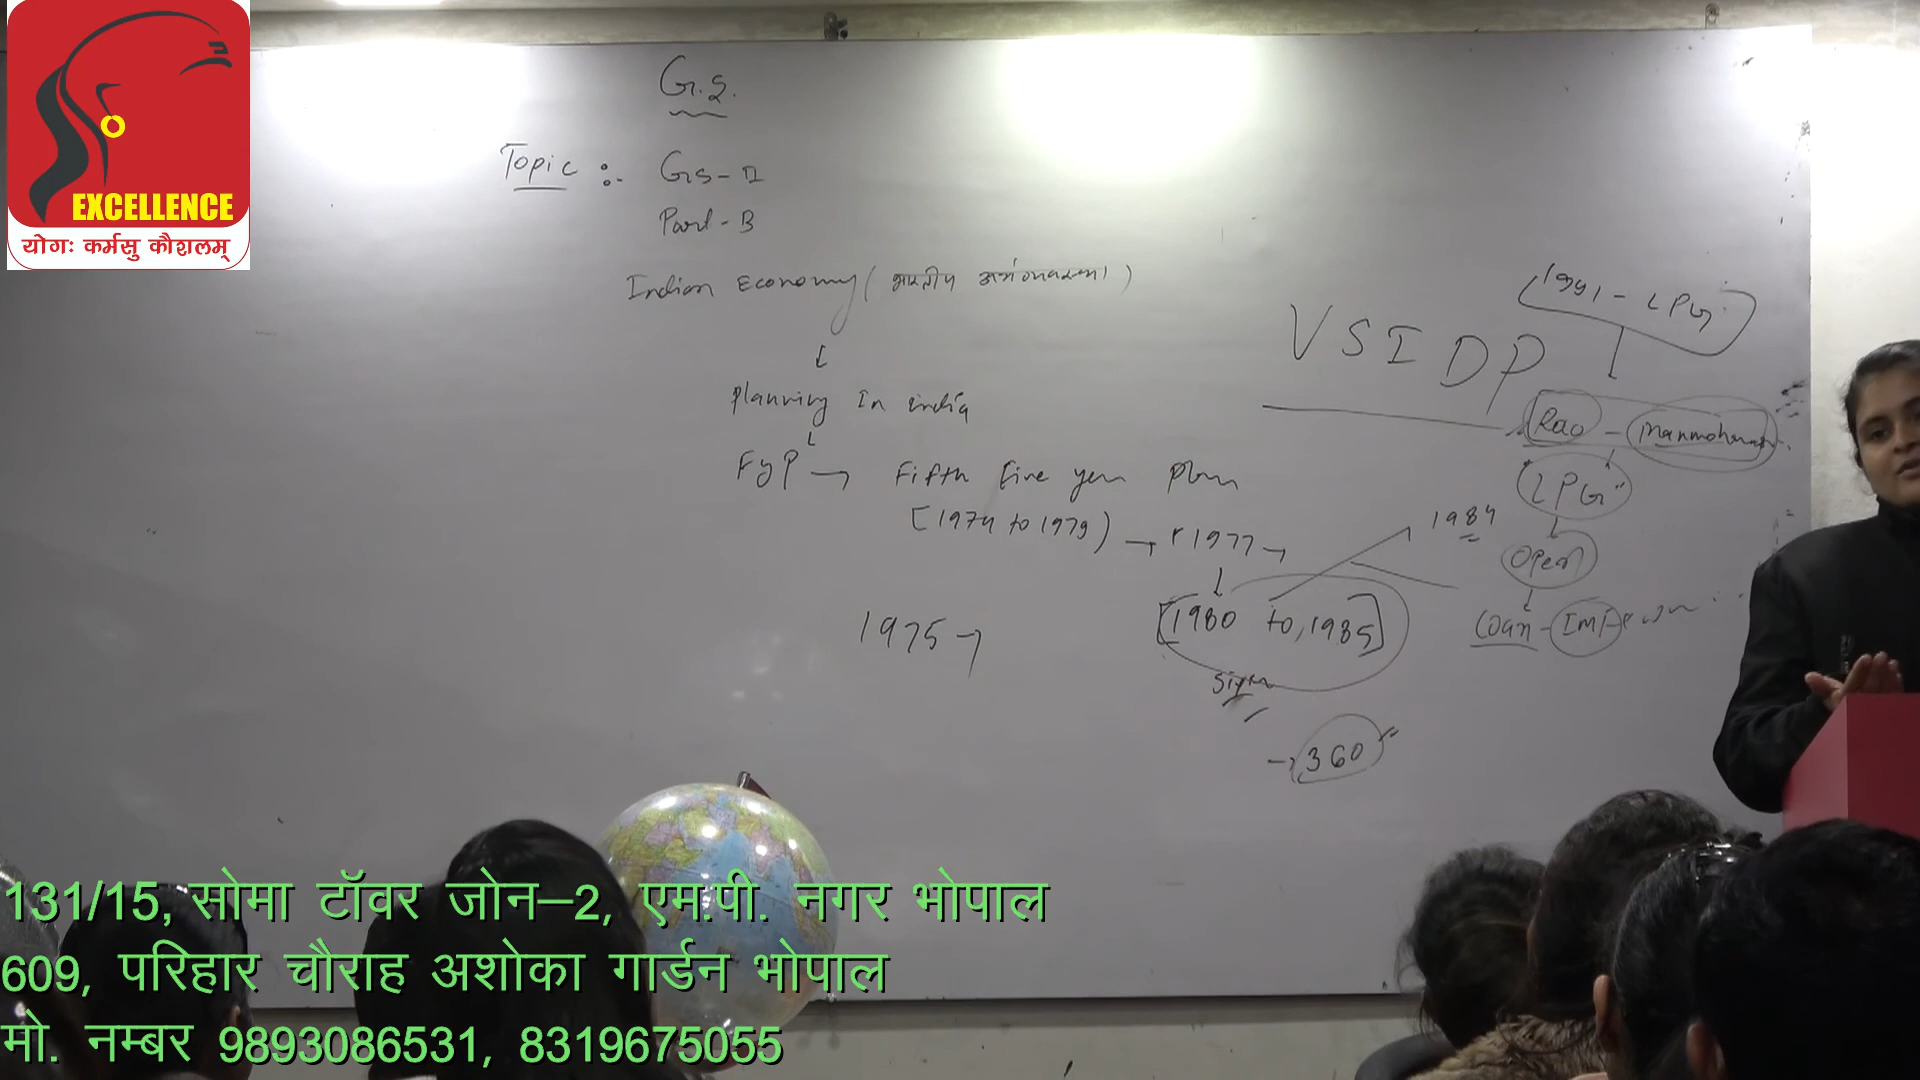 EXCELLENCE
योगः कर्मसु कौशलम्
G.S.
Topic :- GS-II
Part-B
Indian Economy (भारतीय अर्थव्यवस्था)
Planning In india
FYP → Fifth Five year Plan
[1974 to 1979) → 1977 →
1975 →
[1980 to, 1985]
→ 360"
1984
1991 - LPG
VSIDP
Rao - Manmohan
LPG"
Open
Loan - IMF
131/15, सोमा टॉवर जोन–2, एम.पी. नगर भोपाल
609, परिहार चौराह अशोका गार्डन भोपाल
मो. नम्बर 9893086531, 8319675055